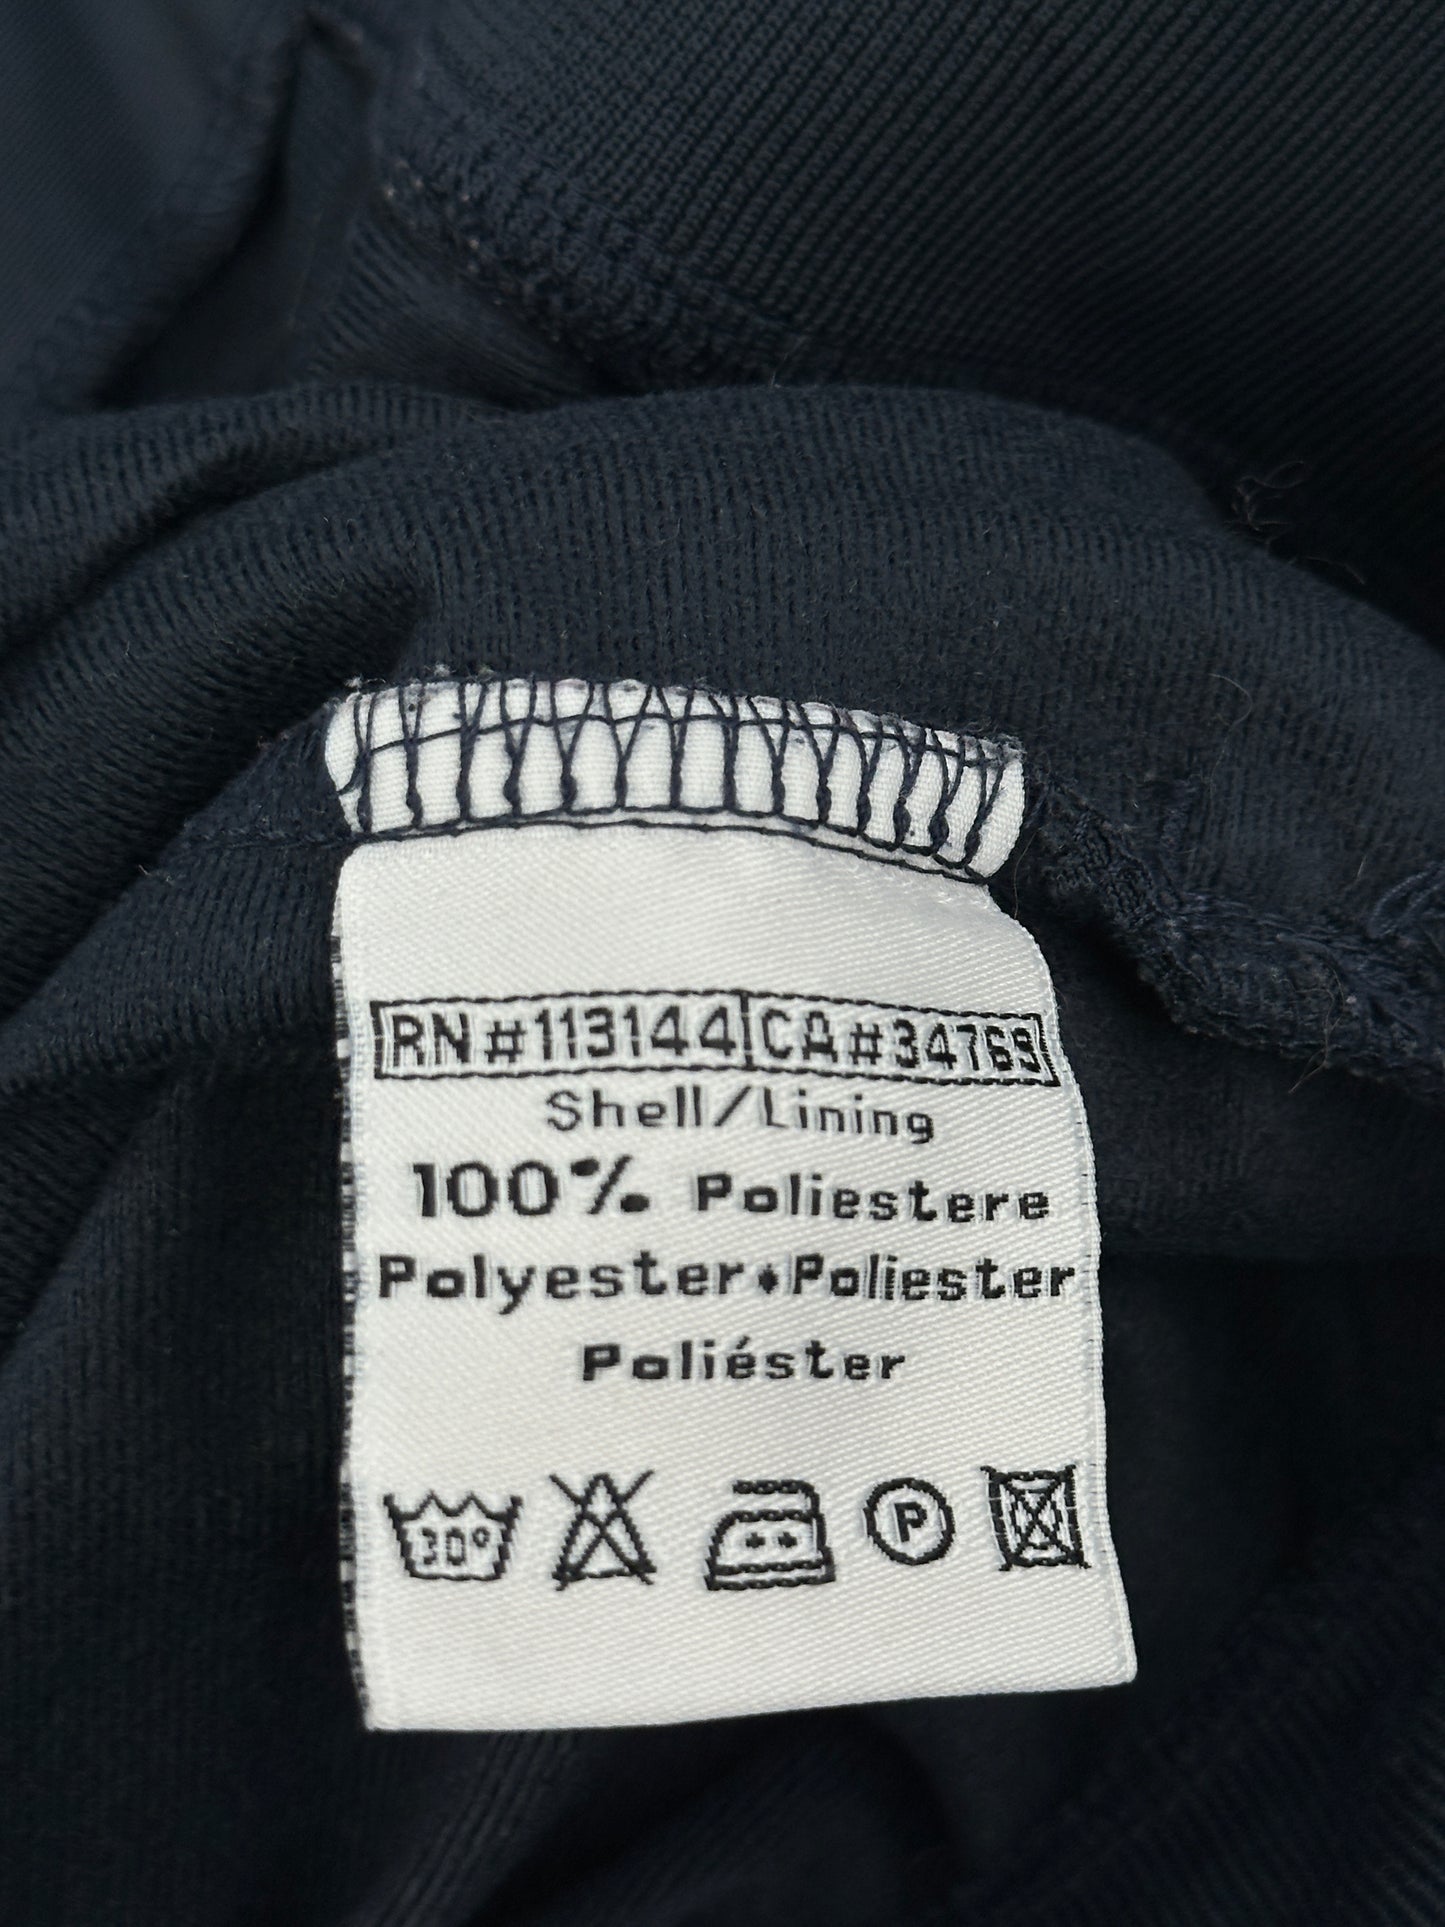 RN#113144 CA#34769
Shell/Lining
100% Poliestere
Polyester•Poliester
Poliéster
30°
P